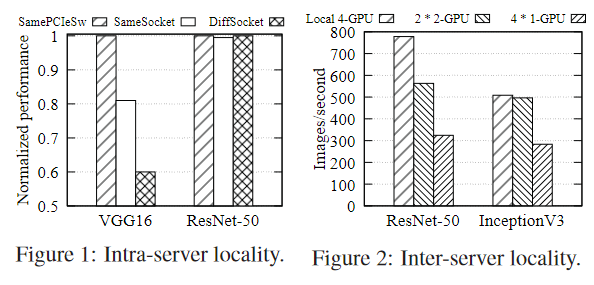 SamePCIeSw SameSocket DiffSocket
Normalized performance
1
0.9
0.8
0.7
0.6
0.5
VGG16 ResNet-50
Figure 1: Intra-server locality.
Local 4-GPU 2 * 2-GPU 4 * 1-GPU
Images/second
800
700
600
500
400
300
200
100
0
ResNet-50 InceptionV3
Figure 2: Inter-server locality.